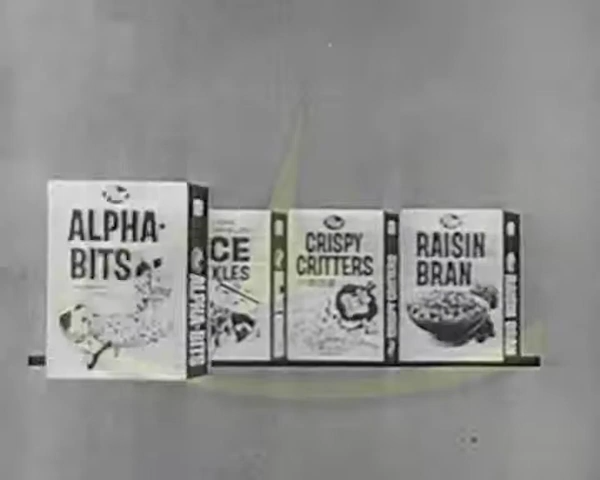 ALPHA-
BITS
CE
KLES
CRISPY
CRITTERS
RAISIN
BRAN
ALPHA-BITS